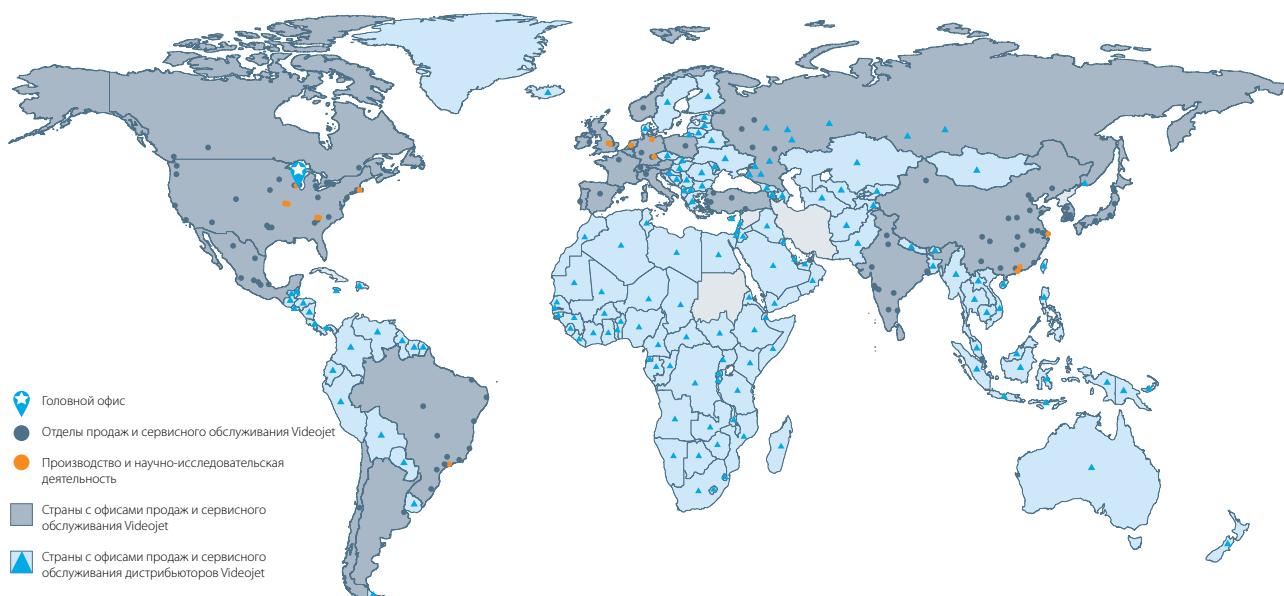 Головной офис
Отделы продаж и сервисного обслуживания Videojet
Производство и научно-исследовательская
деятельность
Страны с офисами продаж и сервисного
обслуживания Videojet
Страны с офисами продаж и сервисного
обслуживания дистрибьюторов Videojet